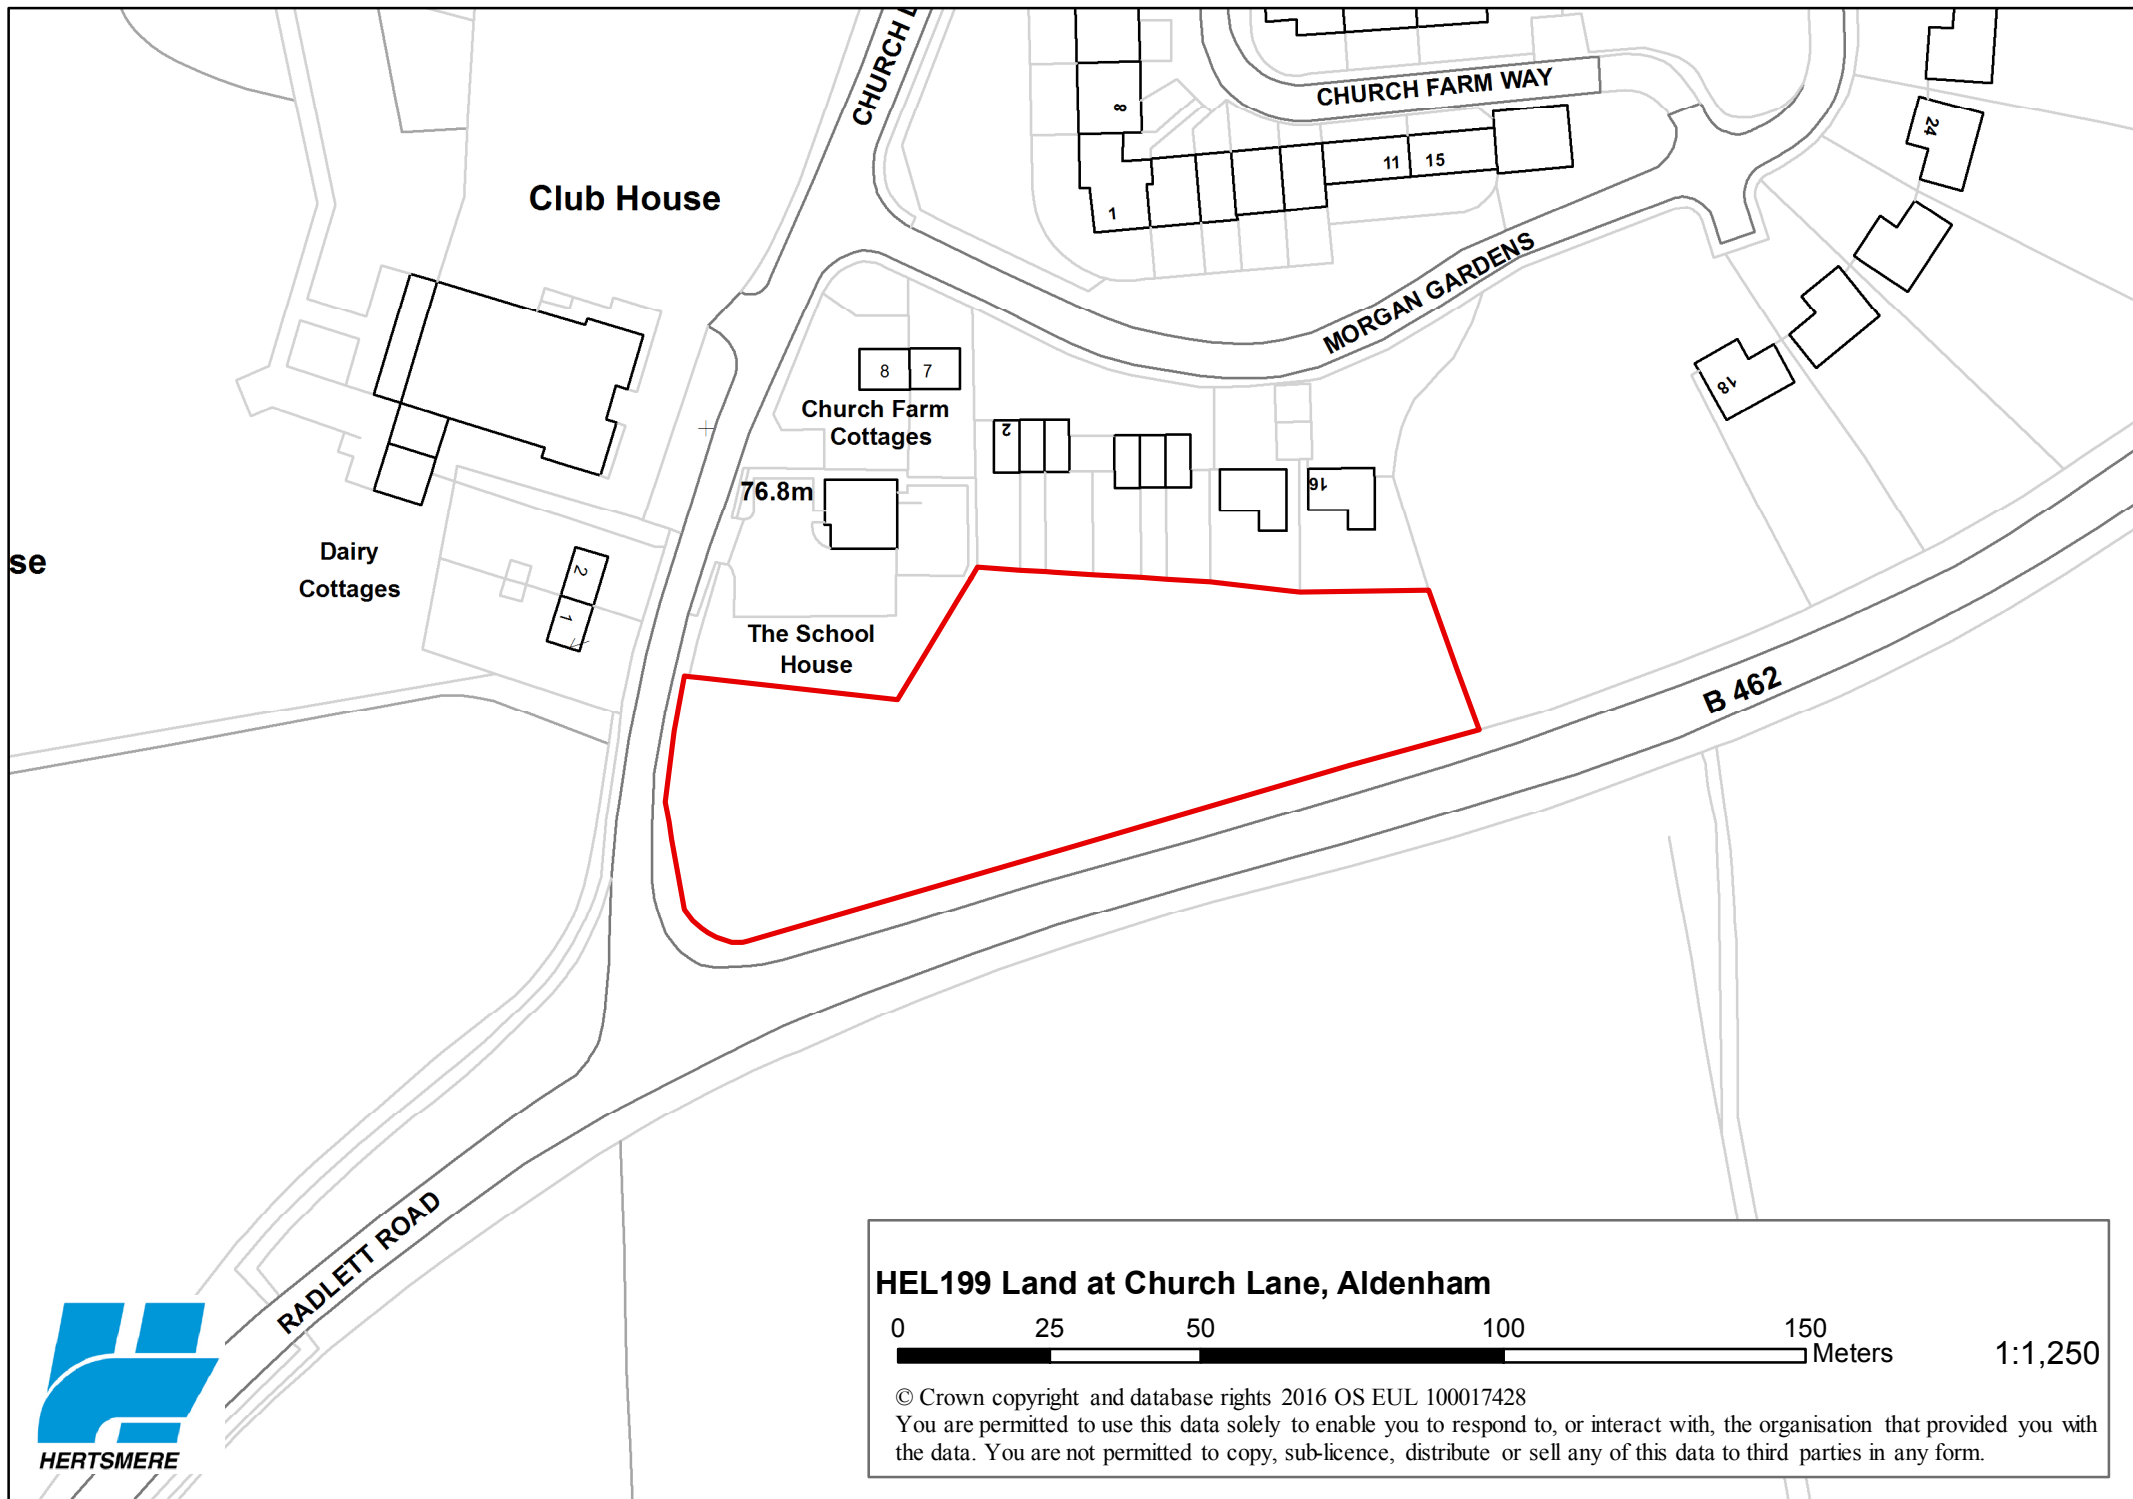 CHURCH L
CHURCH FARM WAY
8
24
11
15
Club House
1
MORGAN GARDENS
8
7
18
Church Farm
Cottages
2
76.8m
16
Dairy
Cottages
se
2
1
The School
House
B 462
RADLETT ROAD
HEL199 Land at Church Lane, Aldenham
0 25 50 100 150
Meters
1:1,250
© Crown copyright and database rights 2016 OS EUL 100017428
You are permitted to use this data solely to enable you to respond to, or interact with, the organisation that provided you with
the data. You are not permitted to copy, sub-licence, distribute or sell any of this data to third parties in any form.
HERTSMERE